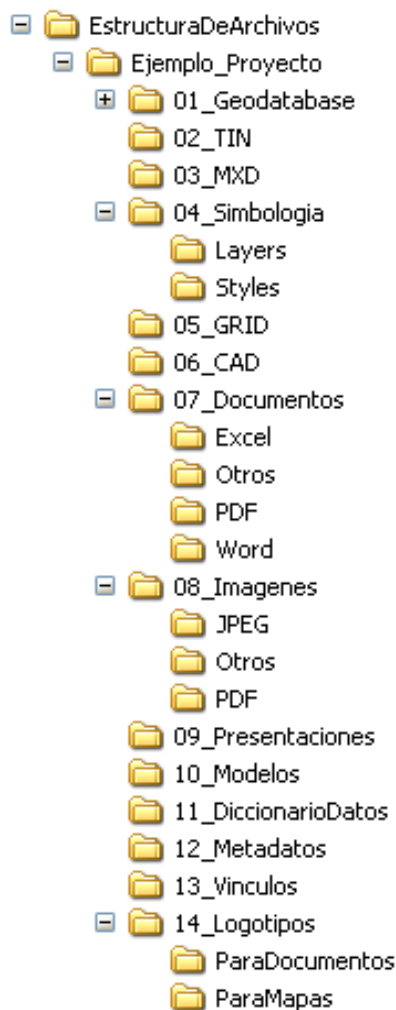 EstructuraDeArchivos
Ejemplo_Proyecto
01_Geodatabase
02_TIN
03_MXD
04_Simbologia
Layers
Styles
05_GRID
06_CAD
07_Documentos
Excel
Otros
PDF
Word
08_Imagenes
JPEG
Otros
PDF
09_Presentaciones
10_Modelos
11_DiccionarioDatos
12_Metadatos
13_Vinculos
14_Logotipos
ParaDocumentos
ParaMapas